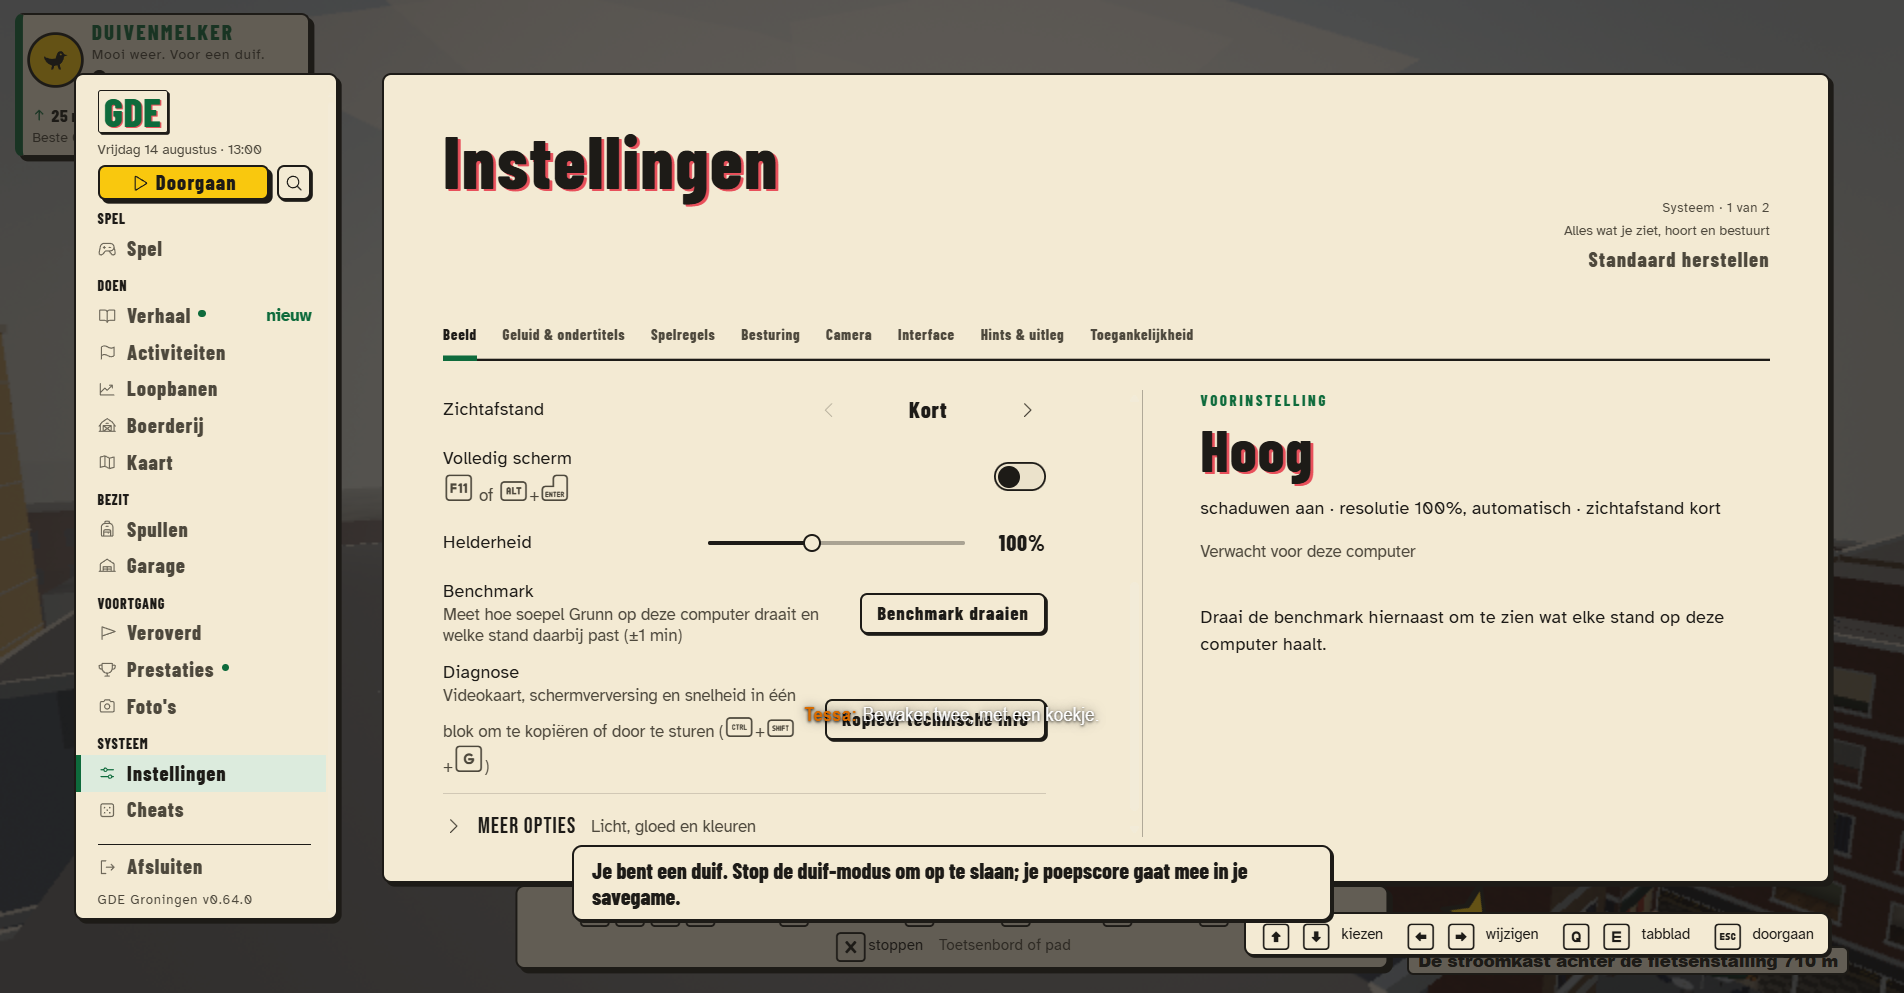 DUIVENMELKER
Mooi weer. Voor een duif.
25
Beste
GDE
Vrijdag 14 augustus · 13:00
Doorgaan
SPEL
Spel
DOEN
Verhaal
nieuw
Activiteiten
Loopbanen
Boerderij
Kaart
BEZIT
Spullen
Garage
VOORTGANG
Veroverd
Prestaties
Foto's
SYSTEEM
Instellingen
Cheats
Afsluiten
GDE Groningen v0.64.0
Instellingen
Systeem · 1 van 2
Alles wat je ziet, hoort en bestuurt
Standaard herstellen
Beeld Geluid & ondertitels Spelregels Besturing Camera Interface Hints & uitleg Toegankelijkheid
Zichtafstand
Kort
Volledig scherm
F11 of ALT + ENTER
Helderheid
100%
Benchmark
Meet hoe soepel Grunn op deze computer draait en
welke stand daarbij past (±1 min)
Benchmark draaien
Diagnose
Videokaart, schermverversing en snelheid in één
blok om te kopiëren of door te sturen (CTRL + SHIFT
+ G )
Kopieer technische info
Tessa: Bewaker twee, met een koekje.
MEER OPTIES Licht, gloed en kleuren
VOORINSTELLING
Hoog
schaduwen aan · resolutie 100%, automatisch · zichtafstand kort
Verwacht voor deze computer
Draai de benchmark hiernaast om te zien wat elke stand op deze
computer haalt.
Je bent een duif. Stop de duif-modus om op te slaan; je poepscore gaat mee in je
savegame.
X stoppen Toetsenbord of pad
kiezen wijzigen Q E tabblad ESC doorgaan
De stroomkast achter de fietsenstalling 710 m